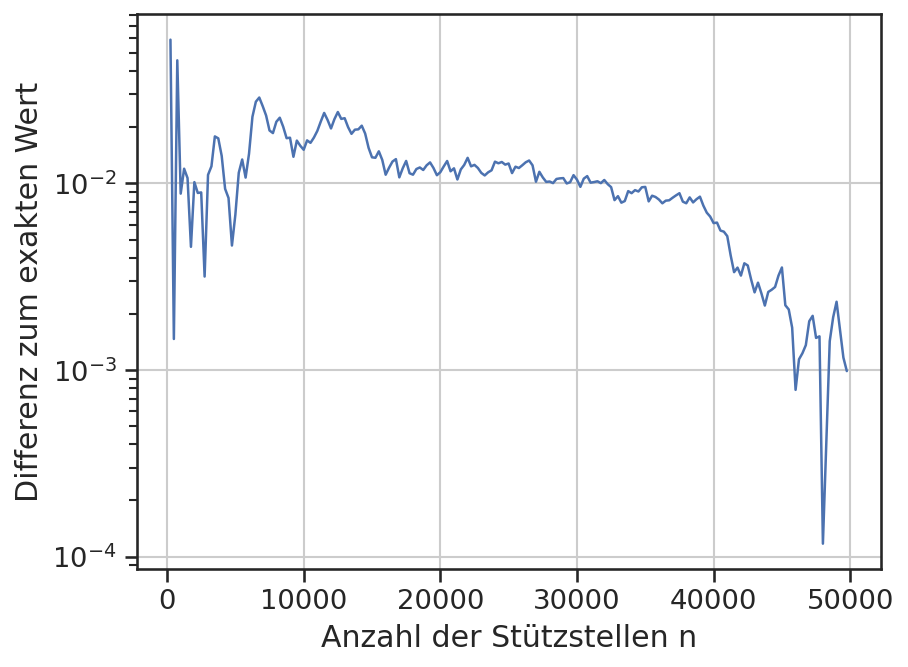 Differenz zum exakten Wert
10⁻²
10⁻³
10⁻⁴
0 10000 20000 30000 40000 50000
Anzahl der Stützstellen n